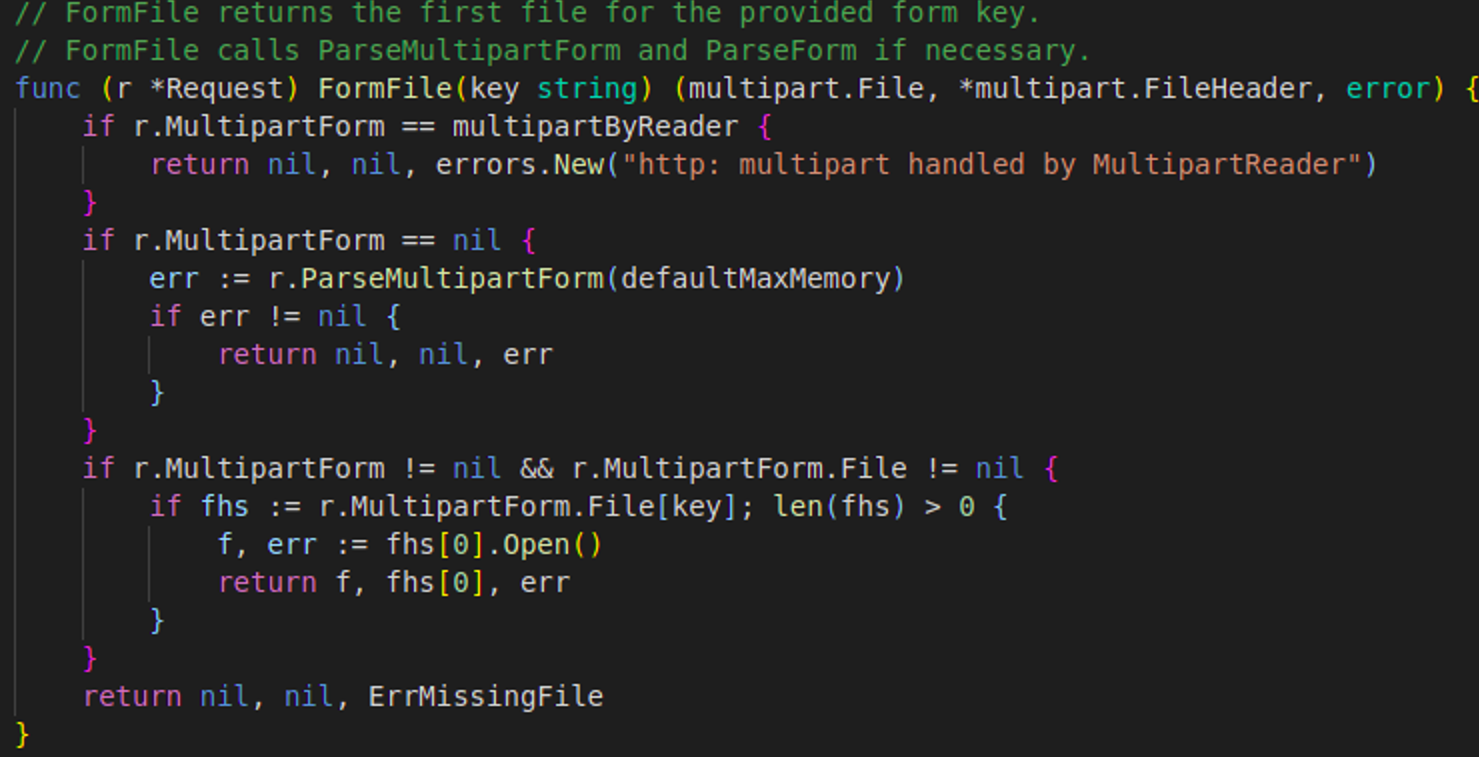 // FormFile returns the first file for the provided form key.
// FormFile calls ParseMultipartForm and ParseForm if necessary.
func (r *Request) FormFile(key string) (multipart.File, *multipart.FileHeader, error) {
    if r.MultipartForm == multipartByReader {
        return nil, nil, errors.New("http: multipart handled by MultipartReader")
    }
    if r.MultipartForm == nil {
        err := r.ParseMultipartForm(defaultMaxMemory)
        if err != nil {
            return nil, nil, err
        }
    }
    if r.MultipartForm != nil && r.MultipartForm.File != nil {
        if fhs := r.MultipartForm.File[key]; len(fhs) > 0 {
            f, err := fhs[0].Open()
            return f, fhs[0], err
        }
    }
    return nil, nil, ErrMissingFile
}